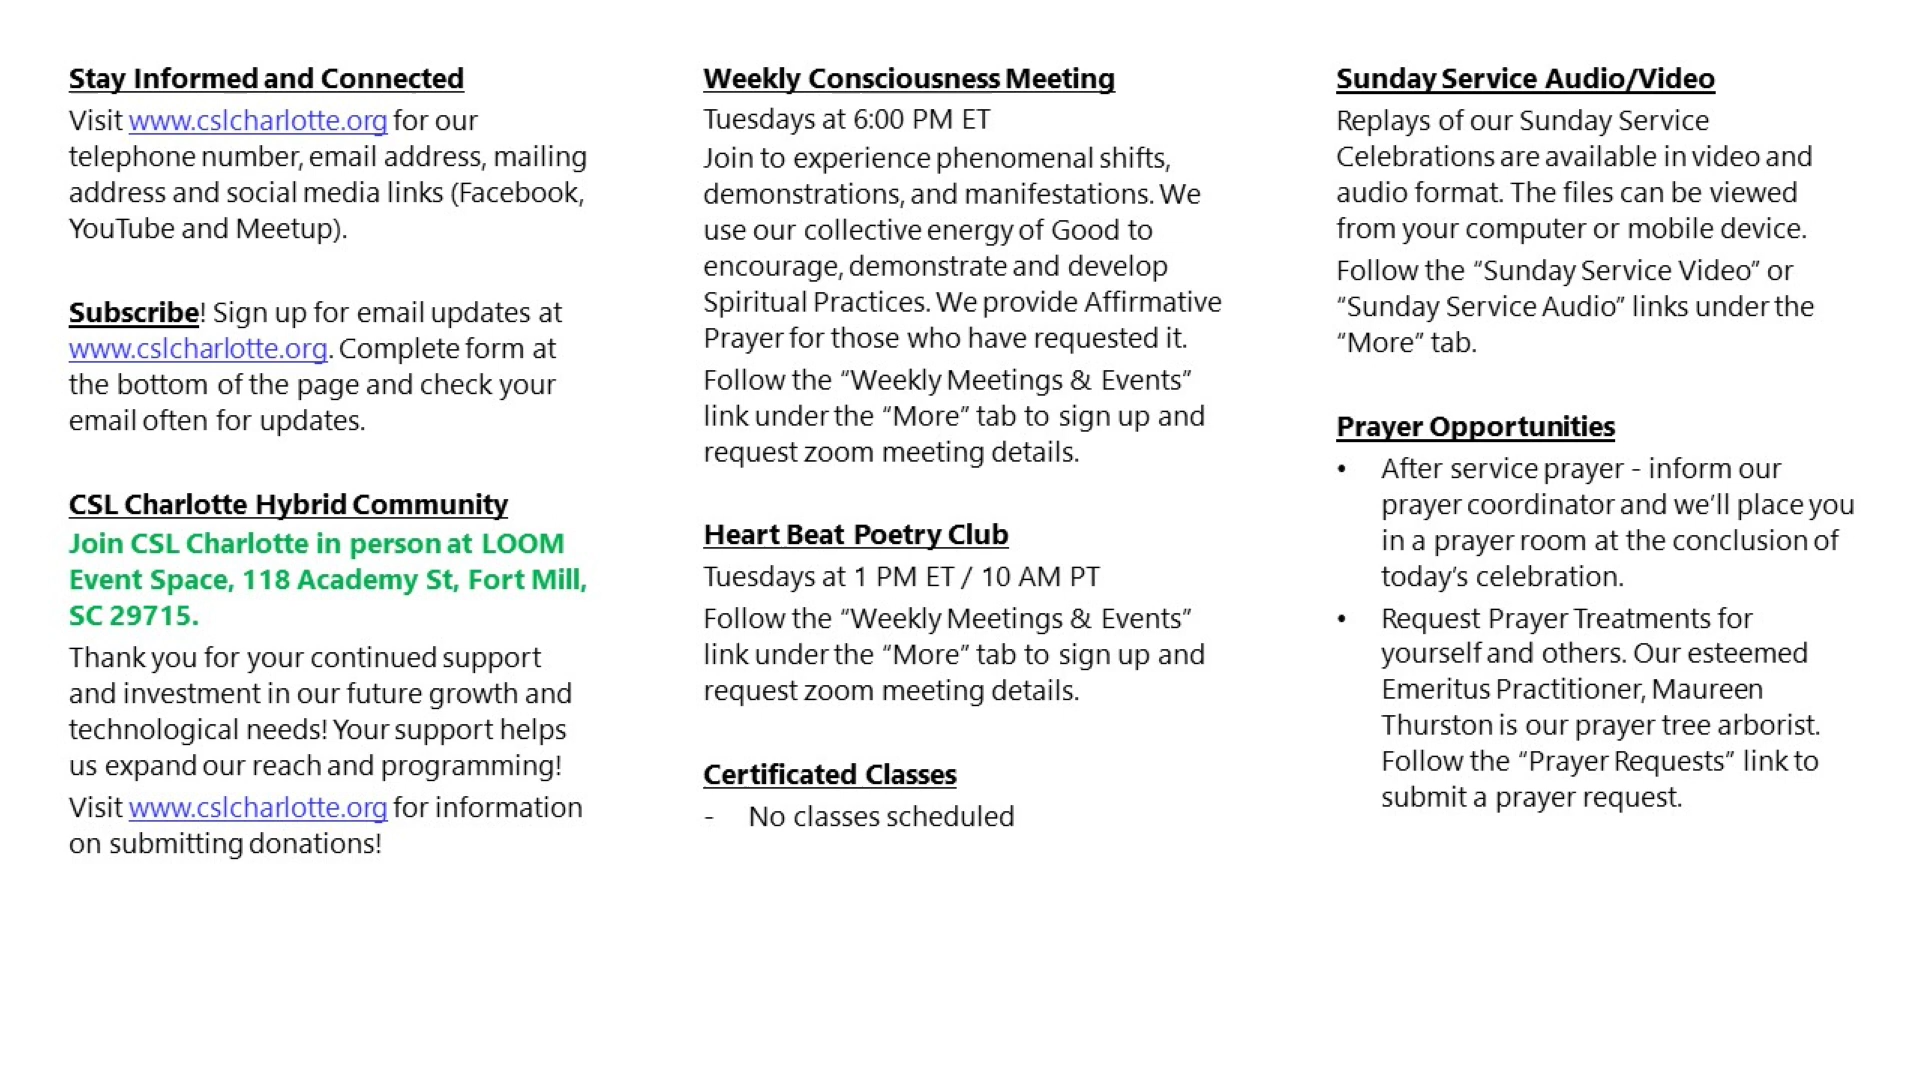 Stay Informed and Connected
Visit www.cslcharlotte.org for our
telephone number, email address, mailing
address and social media links (Facebook,
YouTube and Meetup).
Subscribe! Sign up for email updates at
www.cslcharlotte.org. Complete form at
the bottom of the page and check your
email often for updates.
CSL Charlotte Hybrid Community
Join CSL Charlotte in person at LOOM
Event Space, 118 Academy St, Fort Mill,
SC 29715.
Thank you for your continued support
and investment in our future growth and
technological needs! Your support helps
us expand our reach and programming!
Visit www.cslcharlotte.org for information
on submitting donations!
Weekly Consciousness Meeting
Tuesdays at 6:00 PM ET
Join to experience phenomenal shifts,
demonstrations, and manifestations. We
use our collective energy of Good to
encourage, demonstrate and develop
Spiritual Practices. We provide Affirmative
Prayer for those who have requested it.
Follow the “Weekly Meetings & Events”
link under the “More” tab to sign up and
request zoom meeting details.
Heart Beat Poetry Club
Tuesdays at 1 PM ET / 10 AM PT
Follow the “Weekly Meetings & Events”
link under the “More” tab to sign up and
request zoom meeting details.
Certificated Classes
- No classes scheduled
Sunday Service Audio/Video
Replays of our Sunday Service
Celebrations are available in video and
audio format. The files can be viewed
from your computer or mobile device.
Follow the “Sunday Service Video” or
“Sunday Service Audio” links under the
“More” tab.
Prayer Opportunities
• After service prayer - inform our
prayer coordinator and we’ll place you
in a prayer room at the conclusion of
today’s celebration.
• Request Prayer Treatments for
yourself and others. Our esteemed
Emeritus Practitioner, Maureen
Thurston is our prayer tree arborist.
Follow the “Prayer Requests” link to
submit a prayer request.